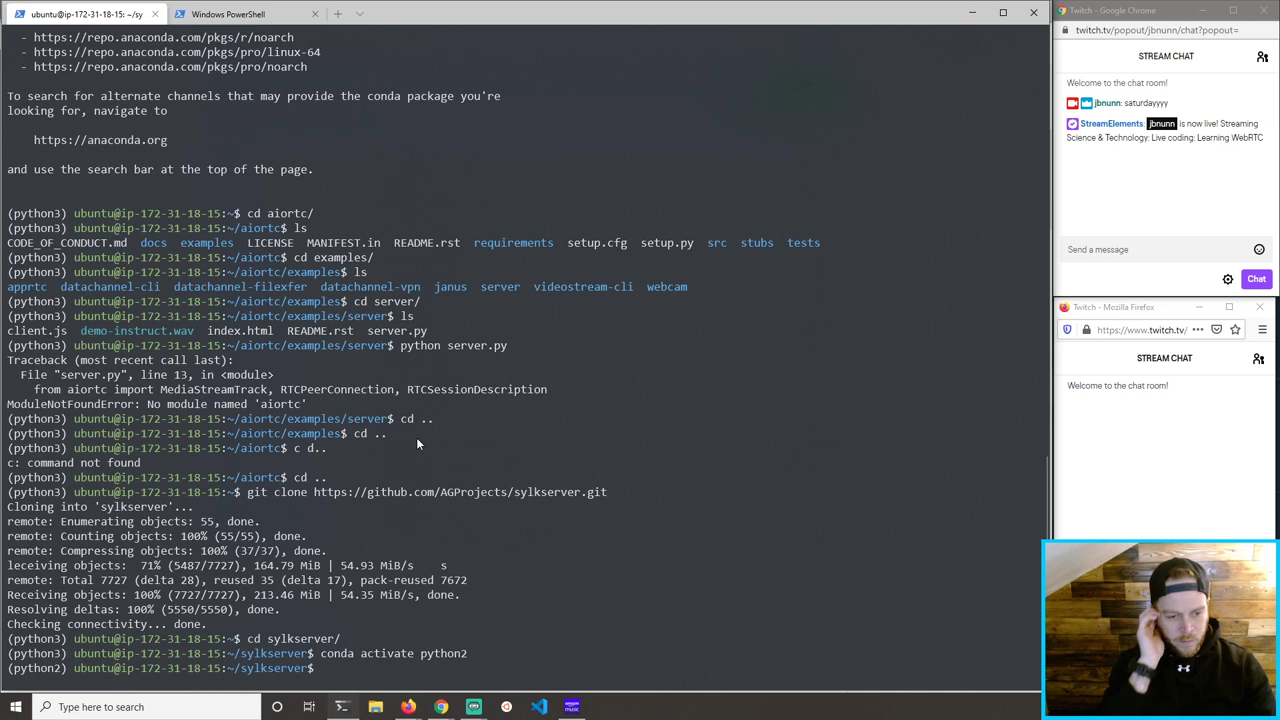 ubuntu@ip-172-31-18-15: ~/sy
Windows PowerShell
- https://repo.anaconda.com/pkgs/r/noarch
- https://repo.anaconda.com/pkgs/pro/linux-64
- https://repo.anaconda.com/pkgs/pro/noarch
To search for alternate channels that may provide the conda package you're
looking for, navigate to
https://anaconda.org
and use the search bar at the top of the page.
(python3) ubuntu@ip-172-31-18-15:~$ cd aiortc/
(python3) ubuntu@ip-172-31-18-15:~/aiortc$ ls
CODE_OF_CONDUCT.md docs examples LICENSE MANIFEST.in README.rst requirements setup.cfg setup.py src stubs tests
(python3) ubuntu@ip-172-31-18-15:~/aiortc$ cd examples/
(python3) ubuntu@ip-172-31-18-15:~/aiortc/examples$ ls
apprtc datachannel-cli datachannel-filexfer datachannel-vpn janus server videostream-cli webcam
(python3) ubuntu@ip-172-31-18-15:~/aiortc/examples$ cd server/
(python3) ubuntu@ip-172-31-18-15:~/aiortc/examples/server$ ls
client.js demo-instruct.wav index.html README.rst server.py
(python3) ubuntu@ip-172-31-18-15:~/aiortc/examples/server$ python server.py
Traceback (most recent call last):
File "server.py", line 13, in <module>
from aiortc import MediaStreamTrack, RTCPeerConnection, RTCSessionDescription
ModuleNotFoundError: No module named 'aiortc'
(python3) ubuntu@ip-172-31-18-15:~/aiortc/examples/server$ cd ..
(python3) ubuntu@ip-172-31-18-15:~/aiortc/examples$ cd ..
(python3) ubuntu@ip-172-31-18-15:~/aiortc$ c d..
c: command not found
(python3) ubuntu@ip-172-31-18-15:~/aiortc$ cd ..
(python3) ubuntu@ip-172-31-18-15:~$ git clone https://github.com/AGProjects/sylkserver.git
Cloning into 'sylkserver'...
remote: Enumerating objects: 55, done.
remote: Counting objects: 100% (55/55), done.
remote: Compressing objects: 100% (37/37), done.
leceiving objects: 71% (5487/7727), 164.79 MiB | 54.93 MiB/s s
remote: Total 7727 (delta 28), reused 35 (delta 17), pack-reused 7672
Receiving objects: 100% (7727/7727), 213.46 MiB | 54.35 MiB/s, done.
Resolving deltas: 100% (5550/5550), done.
Checking connectivity... done.
(python3) ubuntu@ip-172-31-18-15:~$ cd sylkserver/
(python3) ubuntu@ip-172-31-18-15:~/sylkserver$ conda activate python2
(python2) ubuntu@ip-172-31-18-15:~/sylkserver$
Type here to search
Twitch - Google Chrome
twitch.tv/popout/jbnunn/chat?popout=
STREAM CHAT
Welcome to the chat room!
jbnunn: saturdayyyy
StreamElements: jbnunn is now live! Streaming
Science & Technology: Live coding: Learning WebRTC
Send a message
Chat
Twitch - Mozilla Firefox
https://www.twitch.tv/
STREAM CHAT
Welcome to the chat room!